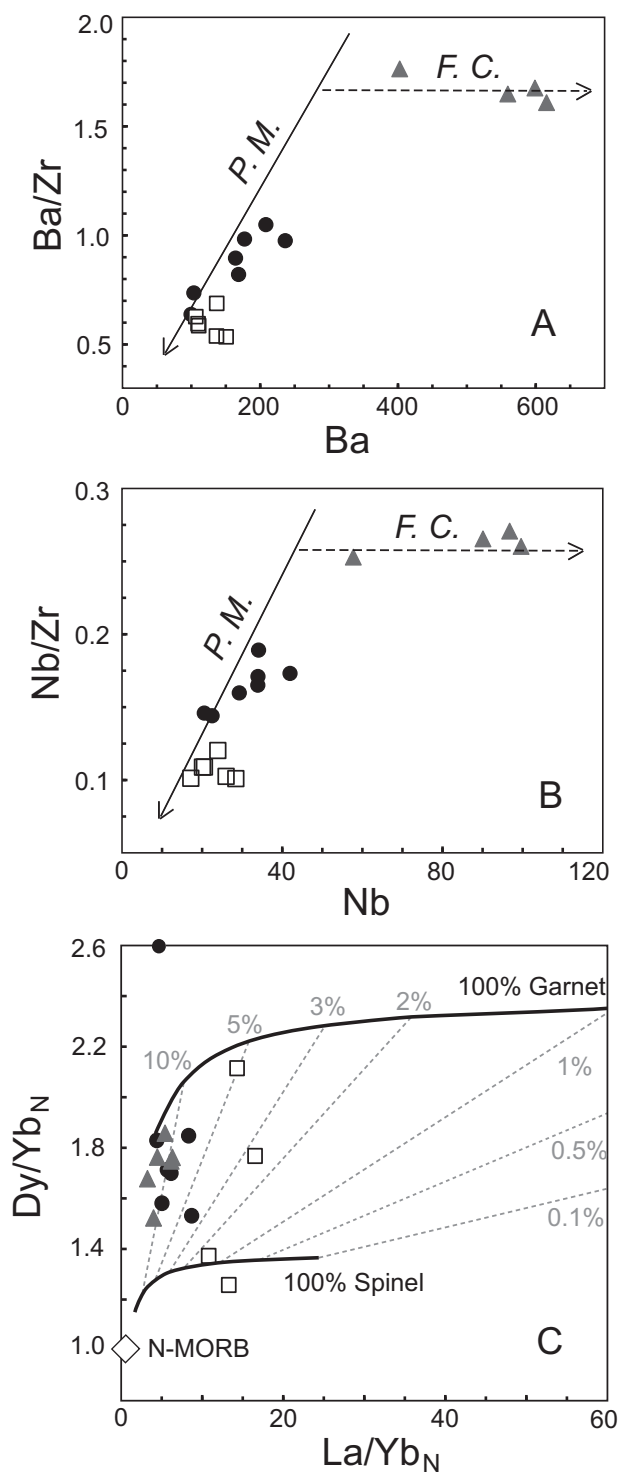 2.0
1.5
1.0
0.5
Ba/Zr
P. M.
F. C.
A
0 200 400 600
Ba
0.3
0.2
0.1
Nb/Zr
P. M.
F. C.
B
0 40 80 120
Nb
2.6
2.2
1.8
1.4
1.0
Dy/YbN
100% Garnet
10%
5%
3%
2%
1%
0.5%
0.1%
100% Spinel
N-MORB
C
0 20 40 60
La/YbN